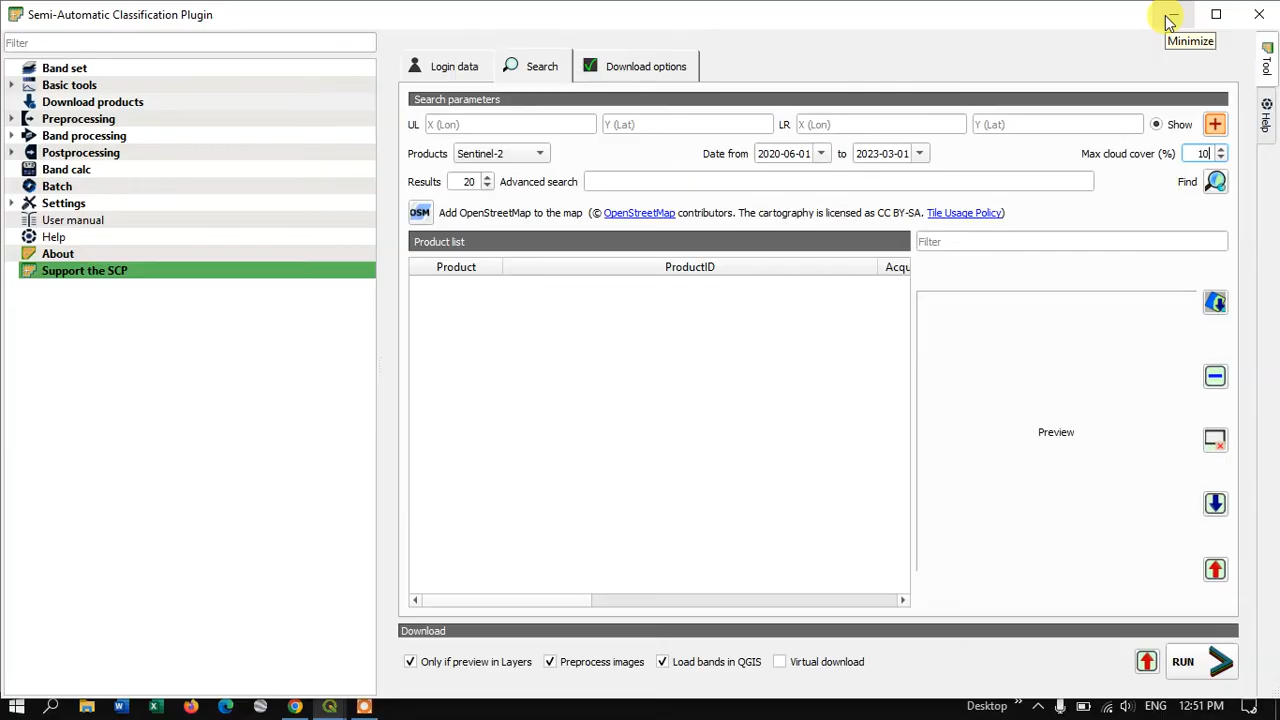 Semi-Automatic Classification Plugin
Minimize
Filter
Band set
Basic tools
Download products
Preprocessing
Band processing
Postprocessing
Band calc
Batch
Settings
User manual
Help
About
Support the SCP
Login data
Search
Download options
Search parameters
UL X (Lon) Y (Lat) LR X (Lon) Y (Lat) Show
Products Sentinel-2 Date from 2020-06-01 to 2023-03-01 Max cloud cover (%) 10
Results 20 Advanced search Find
OSM Add OpenStreetMap to the map (© OpenStreetMap contributors. The cartography is licensed as CC BY-SA. Tile Usage Policy)
Product list Filter
Product ProductID Acqu
Preview
Download
Only if preview in Layers Preprocess images Load bands in QGIS Virtual download RUN
Tool
Help
Desktop ENG 12:51 PM